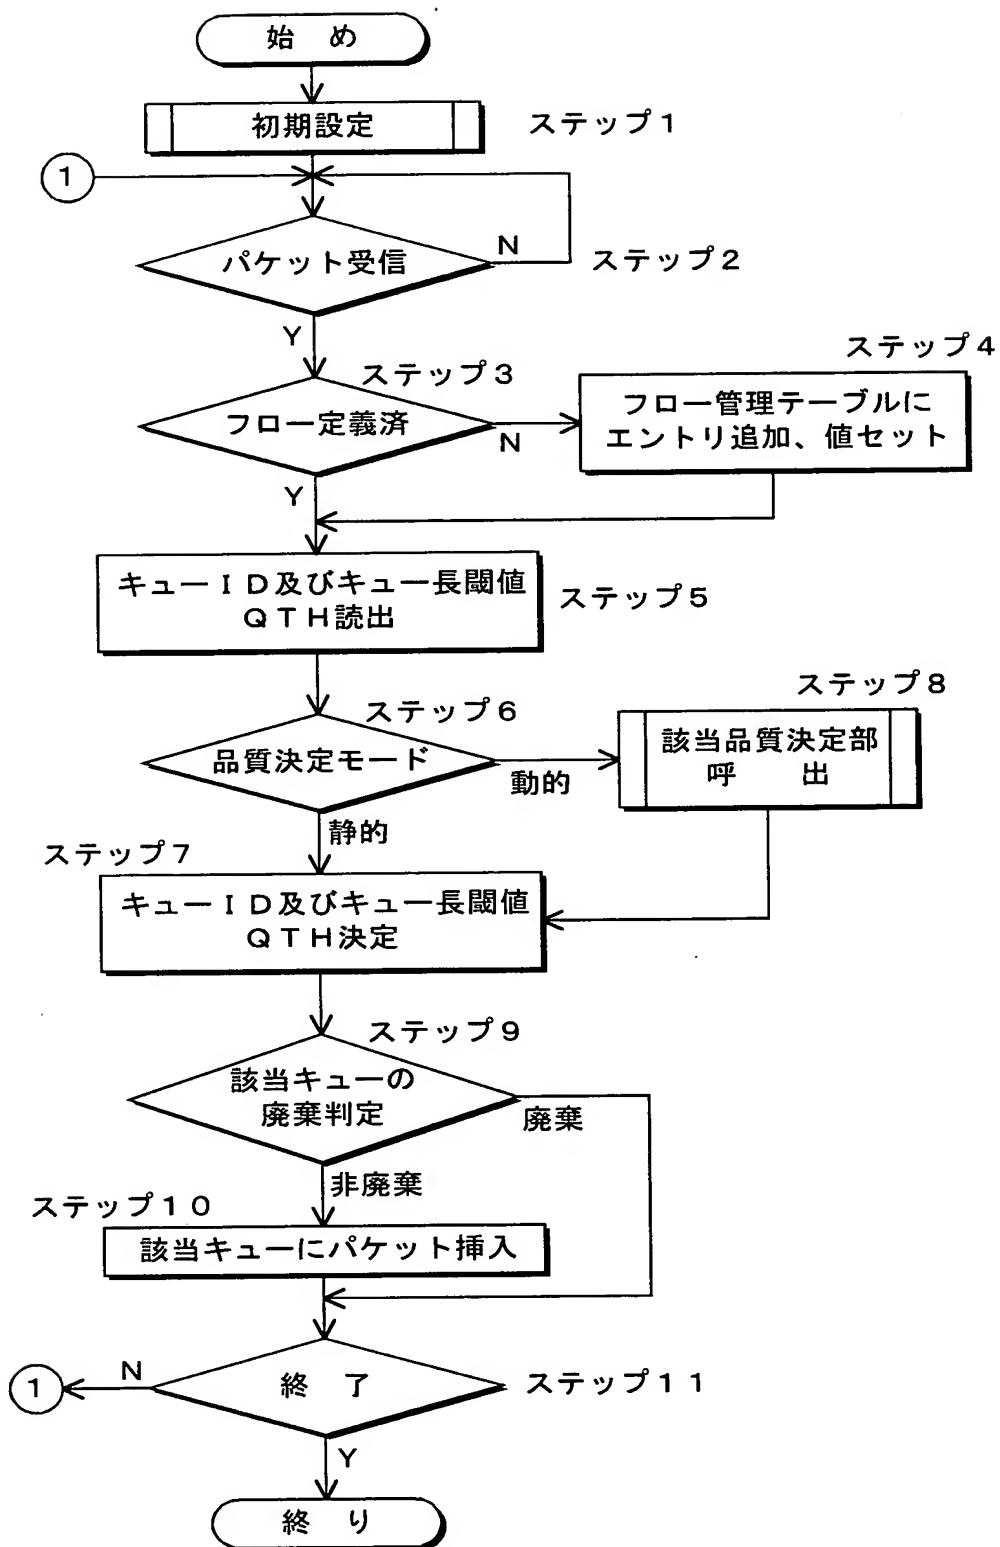 始　め
初期設定
ステップ1
1
パケット受信
N
ステップ2
Y
ステップ3
ステップ4
フロー定義済
N
フロー管理テーブルに
エントリ追加、値セット
Y
キューＩＤ及びキュー長閾値
ＱＴＨ読出
ステップ5
ステップ6
ステップ8
品質決定モード
動的
該当品質決定部
呼　　出
静的
ステップ7
キューＩＤ及びキュー長閾値
ＱＴＨ決定
ステップ9
該当キューの
廃棄判定
廃棄
非廃棄
ステップ10
該当キューにパケット挿入
1
N
終　了
ステップ11
Y
終　り